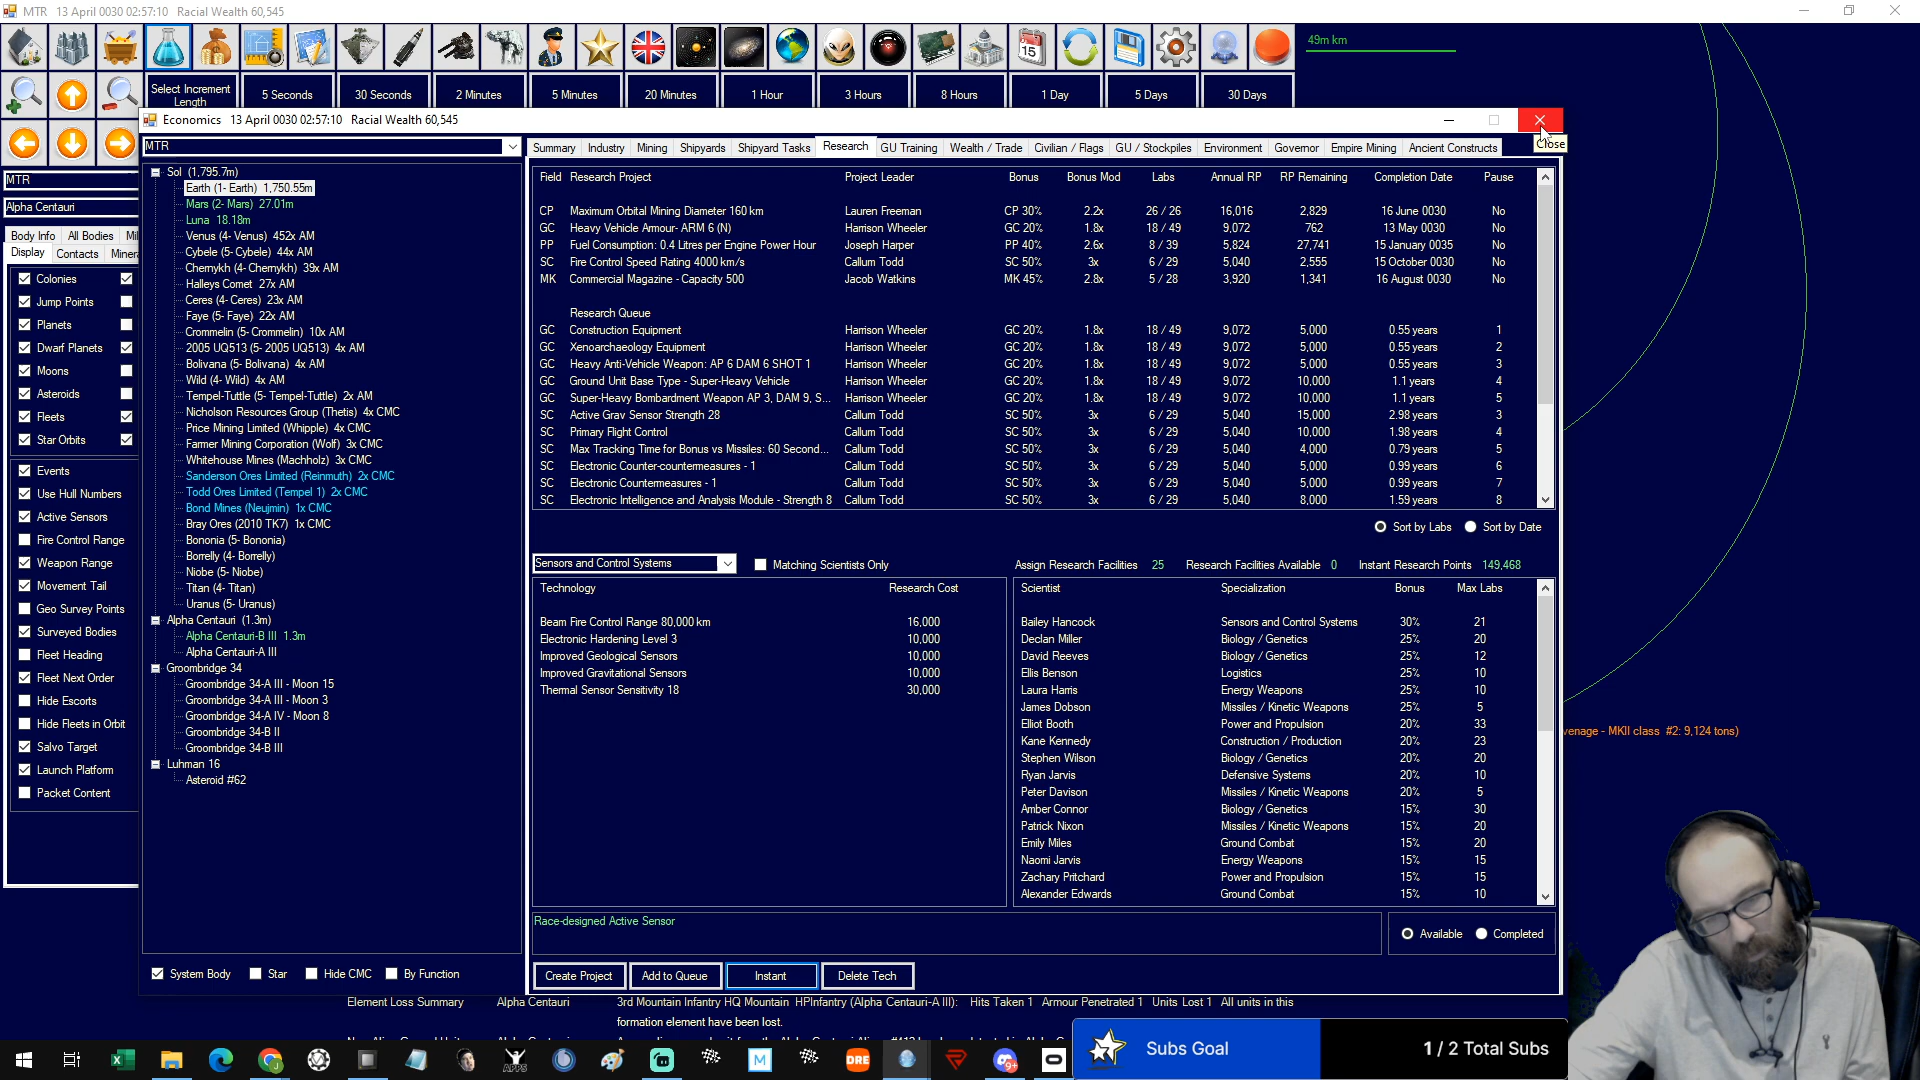 MTR 13 April 0030 02:57:10 Racial Wealth 60,545
49m km
Select Increment Length
5 Seconds 30 Seconds 2 Minutes 5 Minutes 20 Minutes 1 Hour 3 Hours 8 Hours 1 Day 5 Days 30 Days
Economics 13 April 0030 02:57:10 Racial Wealth 60,545
Close
MTR
Summary Industry Mining Shipyards Shipyard Tasks Research GU Training Wealth / Trade Civilian / Flags GU / Stockpiles Environment Governor Empire Mining Ancient Constructs
MTR
Alpha Centauri
Body Info All Bodies Mil
Display Contacts Minera
Colonies
Jump Points
Planets
Dwarf Planets
Moons
Asteroids
Fleets
Star Orbits
Events
Use Hull Numbers
Active Sensors
Fire Control Range
Weapon Range
Movement Tail
Geo Survey Points
Surveyed Bodies
Fleet Heading
Fleet Next Order
Hide Escorts
Hide Fleets in Orbit
Salvo Target
Launch Platform
Packet Content
Sol (1,795.7m)
Earth (1- Earth) 1,750.55m
Mars (2- Mars) 27.01m
Luna 18.18m
Venus (4- Venus) 452x AM
Cybele (5- Cybele) 44x AM
Chernykh (4- Chernykh) 39x AM
Halleys Comet 27x AM
Ceres (4- Ceres) 23x AM
Faye (5- Faye) 22x AM
Crommelin (5- Crommelin) 10x AM
2005 UQ513 (5- 2005 UQ513) 4x AM
Bolivana (5- Bolivana) 4x AM
Wild (4- Wild) 4x AM
Tempel-Tuttle (5- Tempel-Tuttle) 2x AM
Nicholson Resources Group (Thetis) 4x CMC
Price Mining Limited (Whipple) 4x CMC
Farmer Mining Corporation (Wolf) 3x CMC
Whitehouse Mines (Machholz) 3x CMC
Sanderson Ores Limited (Reinmuth) 2x CMC
Todd Ores Limited (Tempel 1) 2x CMC
Bond Mines (Neujmin) 1x CMC
Bray Ores (2010 TK7) 1x CMC
Bononia (5- Bononia)
Borrelly (4- Borrelly)
Niobe (5- Niobe)
Titan (4- Titan)
Uranus (5- Uranus)
Alpha Centauri (1.3m)
Alpha Centauri-B III 1.3m
Alpha Centauri-A III
Groombridge 34
Groombridge 34-A III - Moon 15
Groombridge 34-A III - Moon 3
Groombridge 34-A IV - Moon 8
Groombridge 34-B II
Groombridge 34-B III
Luhman 16
Asteroid #62
System Body Star Hide CMC By Function
Field Research Project Project Leader Bonus Bonus Mod Labs Annual RP RP Remaining Completion Date Pause
CP Maximum Orbital Mining Diameter 160 km Lauren Freeman CP 30% 2.2x 26 / 26 16,016 2,829 16 June 0030 No
GC Heavy Vehicle Armour- ARM 6 (N) Harrison Wheeler GC 20% 1.8x 18 / 49 9,072 762 13 May 0030 No
PP Fuel Consumption: 0.4 Litres per Engine Power Hour Joseph Harper PP 40% 2.6x 8 / 39 5,824 27,741 15 January 0035 No
SC Fire Control Speed Rating 4000 km/s Callum Todd SC 50% 3x 6 / 29 5,040 2,555 15 October 0030 No
MK Commercial Magazine - Capacity 500 Jacob Watkins MK 45% 2.8x 5 / 28 3,920 1,341 16 August 0030 No
Research Queue
GC Construction Equipment Harrison Wheeler GC 20% 1.8x 18 / 49 9,072 5,000 0.55 years 1
GC Xenoarchaeology Equipment Harrison Wheeler GC 20% 1.8x 18 / 49 9,072 5,000 0.55 years 2
GC Heavy Anti-Vehicle Weapon: AP 6 DAM 6 SHOT 1 Harrison Wheeler GC 20% 1.8x 18 / 49 9,072 5,000 0.55 years 3
GC Ground Unit Base Type - Super-Heavy Vehicle Harrison Wheeler GC 20% 1.8x 18 / 49 9,072 10,000 1.1 years 4
GC Super-Heavy Bombardment Weapon AP 3, DAM 9, S... Harrison Wheeler GC 20% 1.8x 18 / 49 9,072 10,000 1.1 years 5
SC Active Grav Sensor Strength 28 Callum Todd SC 50% 3x 6 / 29 5,040 15,000 2.98 years 3
SC Primary Flight Control Callum Todd SC 50% 3x 6 / 29 5,040 10,000 1.98 years 4
SC Max Tracking Time for Bonus vs Missiles: 60 Second... Callum Todd SC 50% 3x 6 / 29 5,040 4,000 0.79 years 5
SC Electronic Counter-countermeasures - 1 Callum Todd SC 50% 3x 6 / 29 5,040 5,000 0.99 years 6
SC Electronic Countermeasures - 1 Callum Todd SC 50% 3x 6 / 29 5,040 5,000 0.99 years 7
SC Electronic Intelligence and Analysis Module - Strength 8 Callum Todd SC 50% 3x 6 / 29 5,040 8,000 1.59 years 8
Sort by Labs Sort by Date
Sensors and Control Systems Matching Scientists Only Assign Research Facilities 25 Research Facilities Available 0 Instant Research Points 149,468
Technology Research Cost
Beam Fire Control Range 80,000 km 16,000
Electronic Hardening Level 3 10,000
Improved Geological Sensors 10,000
Improved Gravitational Sensors 10,000
Thermal Sensor Sensitivity 18 30,000
Scientist Specialization Bonus Max Labs
Bailey Hancock Sensors and Control Systems 30% 21
Declan Miller Biology / Genetics 25% 20
David Reeves Biology / Genetics 25% 12
Ellis Benson Logistics 25% 10
Laura Harris Energy Weapons 25% 10
James Dobson Missiles / Kinetic Weapons 25% 5
Elliot Booth Power and Propulsion 20% 33
Kane Kennedy Construction / Production 20% 23
Stephen Wilson Biology / Genetics 20% 20
Ryan Jarvis Defensive Systems 20% 10
Peter Davison Missiles / Kinetic Weapons 20% 5
Amber Connor Biology / Genetics 15% 30
Patrick Nixon Missiles / Kinetic Weapons 15% 20
Emily Miles Ground Combat 15% 20
Naomi Jarvis Energy Weapons 15% 15
Zachary Pritchard Power and Propulsion 15% 15
Alexander Edwards Ground Combat 15% 10
Race-designed Active Sensor
Available Completed
Create Project Add to Queue Instant Delete Tech
venage - MKII class #2: 9,124 tons)
Element Loss Summary Alpha Centauri 3rd Mountain Infantry HQ Mountain HPInfantry (Alpha Centauri-A III): Hits Taken 1 Armour Penetrated 1 Units Lost 1 All units in this
formation element have been lost.
Subs Goal 1 / 2 Total Subs
APPS
M
DRE
9+